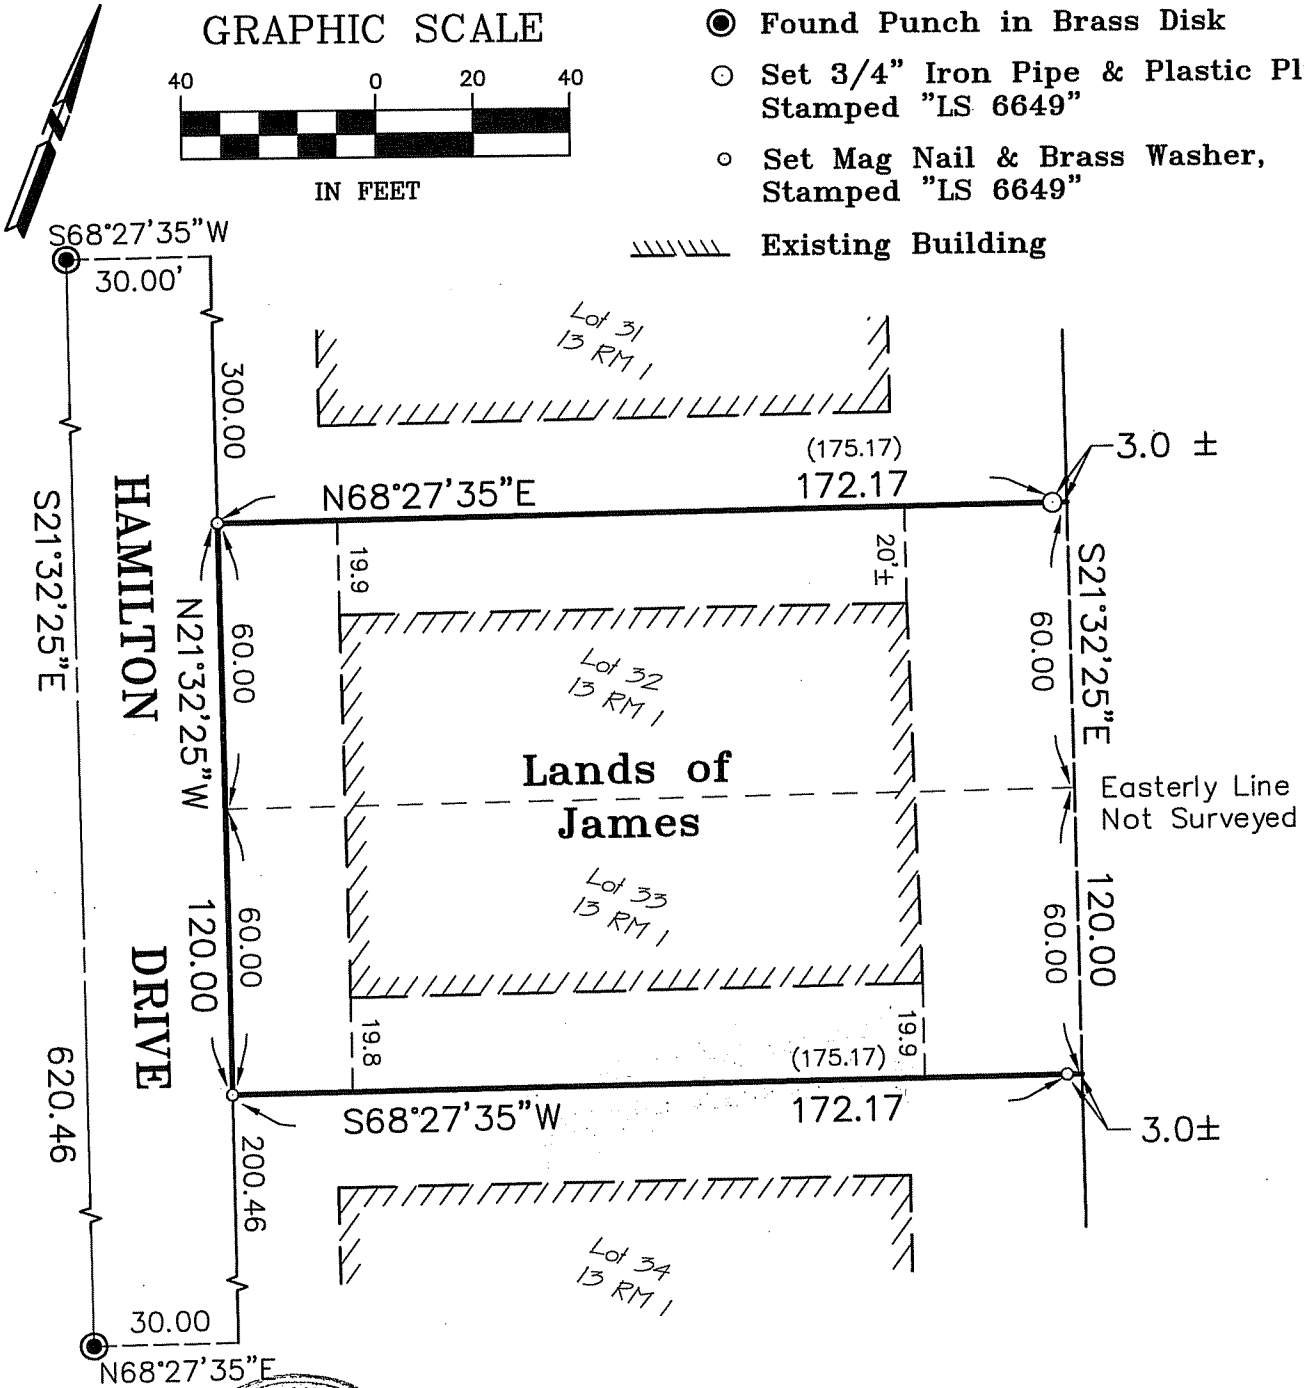 GRAPHIC SCALE
40 0 20 40
IN FEET
N
Found Punch in Brass Disk
Set 3/4" Iron Pipe & Plastic
Stamped "LS 6649"
Set Mag Nail & Brass Washer,
Stamped "LS 6649"
Existing Building
S68°27'35"W
30.00'
300.00
Lot 31
13 RM 1
(175.17)
172.17
3.0 ±
N68°27'35"E
HAMILTON
DRIVE
S21°32'25"E
620.46
N21°32'25"W
120.00
60.00
60.00
19.9
20'±
Lot 32
13 RM 1
Lands of
James
Lot 33
13 RM 1
60.00
60.00
S21°32'25"E
120.00
Easterly Line
Not Surveyed
19.8
19.9
(175.17)
172.17
S68°27'35"W
3.0±
200.46
Lot 34
13 RM 1
30.00
N68°27'35"E